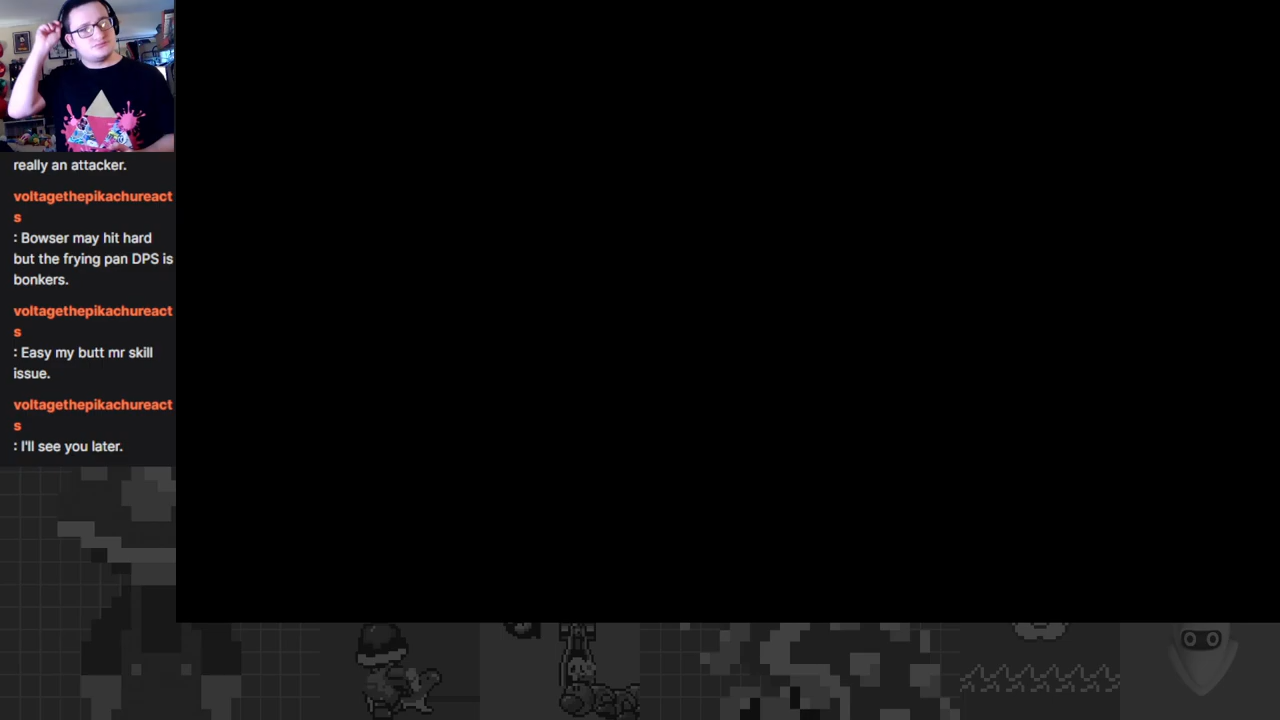 really an attacker.
voltagethepikachureact
s
: Bowser may hit hard
but the frying pan DPS is
bonkers.
voltagethepikachureact
s
: Easy my butt mr skill
issue.
voltagethepikachureact
s
: I'll see you later.